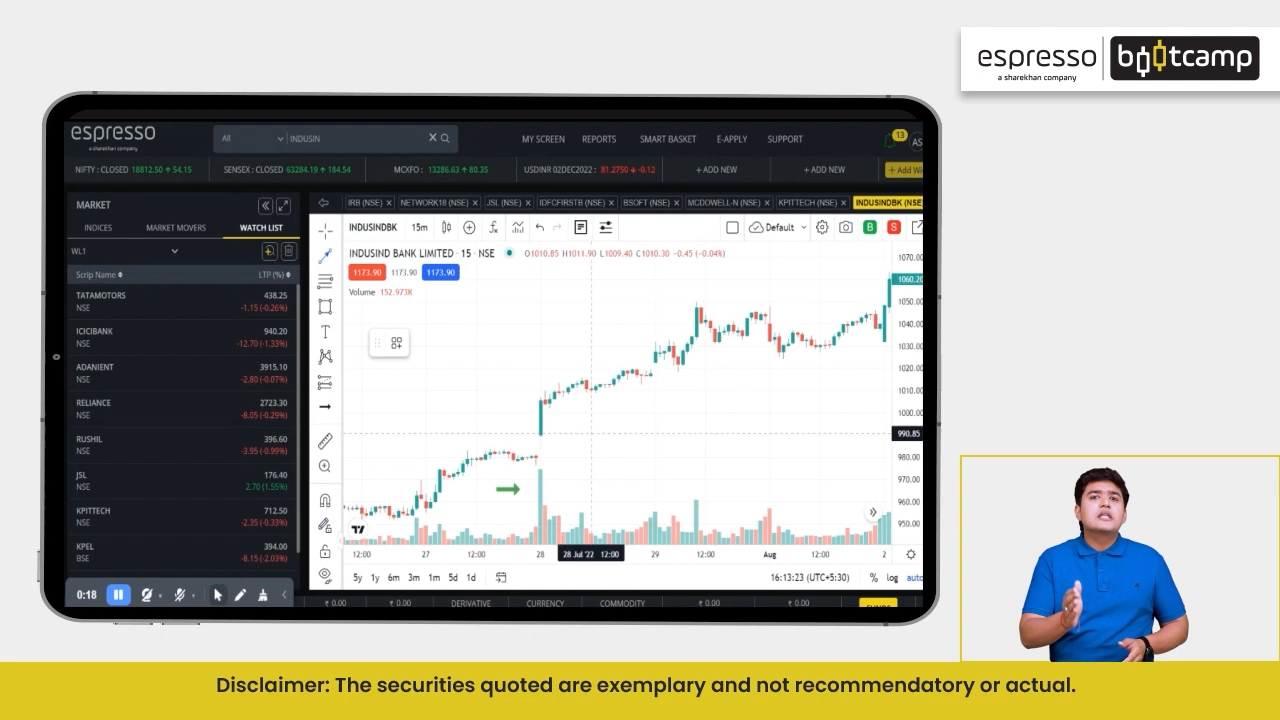 espresso
a sharekhan company
bootcamp
espresso
a sharekhan company
All
INDUSIN
MY SCREEN
REPORTS
SMART BASKET
E-APPLY
SUPPORT
13
AS
NIFTY : CLOSED 18812.50 54.15
SENSEX : CLOSED 63284.19 184.54
MCXFO : 13286.63 80.35
USDINR 02DEC2022 : 81.2750 -0.12
+ ADD NEW
+ ADD NEW
+ Add Wi
MARKET
INDICES
MARKET MOVERS
WATCH LIST
WL1
Scrip Name
LTP (%)
TATAMOTORS 438.25
NSE -1.15 (-0.26%)
ICICIBANK 940.20
NSE -12.70 (-1.33%)
ADANIENT 3915.10
NSE -2.80 (-0.07%)
RELIANCE 2723.30
NSE -8.05 (-0.29%)
RUSHIL 396.60
NSE -3.95 (-0.99%)
JSL 176.40
NSE 2.70 (1.55%)
KPITTECH 712.50
NSE -2.35 (-0.33%)
KPEL 394.00
BSE -8.15 (-2.03%)
0:18
IRB (NSE) × NETWORK18 (NSE) × JSL (NSE) × IDFCFIRSTB (NSE) × BSOFT (NSE) × MCDOWELL-N (NSE) × KPITTECH (NSE) × INDUSINDBK (NSE
INDUSINDBK 15m
Default
B
S
INDUSIND BANK LIMITED · 15 · NSE
O1010.85 H1011.90 L1009.40 C1010.30 -0.45 (-0.04%)
1173.90 1173.90 1173.90
Volume 152.973K
1070.0
1060.20
1050.00
1040.00
1030.00
1020.00
1010.00
1000.00
990.85
980.00
970.00
960.00
950.00
12:00 27 12:00 28 28 Jul '22 12:00 29 12:00 Aug 12:00 2
5y 1y 6m 3m 1m 5d 1d
16:13:23 (UTC+5:30) % log auto
₹ 0.00 ₹ 0.00 DERIVATIVE CURRENCY COMMODITY ₹ 0.00 ₹ 0.00
Disclaimer: The securities quoted are exemplary and not recommendatory or actual.